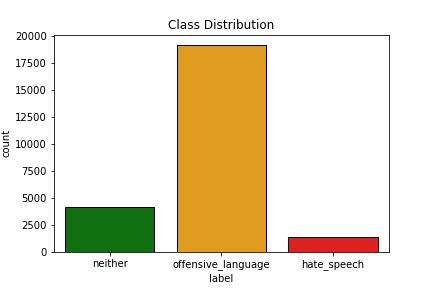 Class Distribution
20000
17500
15000
12500
10000
7500
5000
2500
0
count
neither
offensive_language
hate_speech
label